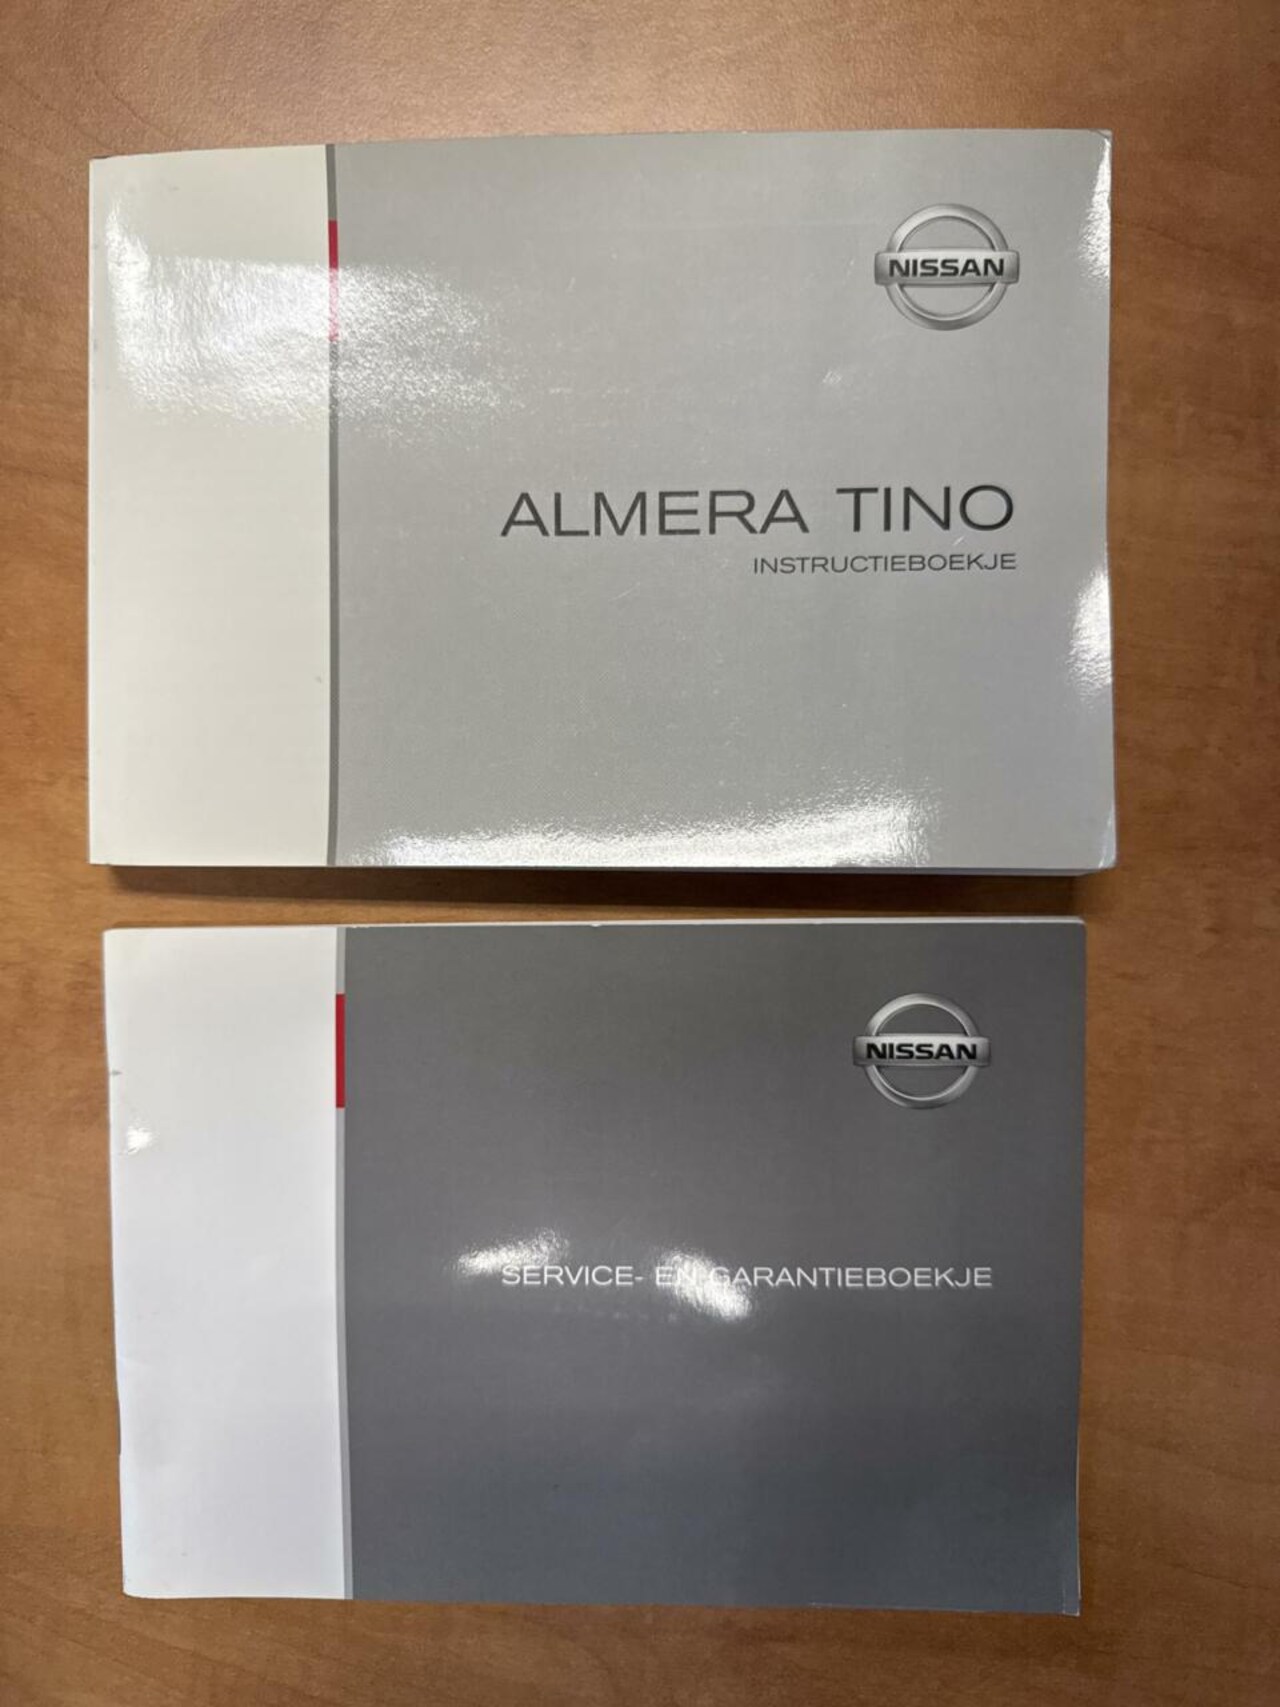 NISSAN
ALMERA TINO
INSTRUCTIEBOEKJE
NISSAN
SERVICE- EN GARANTIEBOEKJE